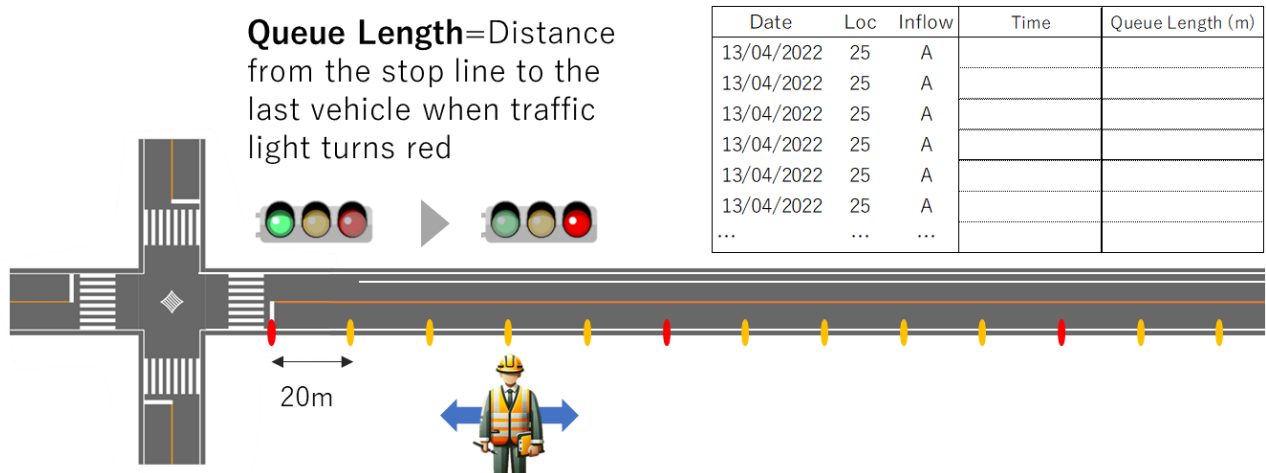 Queue Length=Distance
from the stop line to the
last vehicle when traffic
light turns red
Date Loc Inflow Time Queue Length (m)
13/04/2022 25 A
13/04/2022 25 A
13/04/2022 25 A
13/04/2022 25 A
13/04/2022 25 A
13/04/2022 25 A
... ... ...
20m